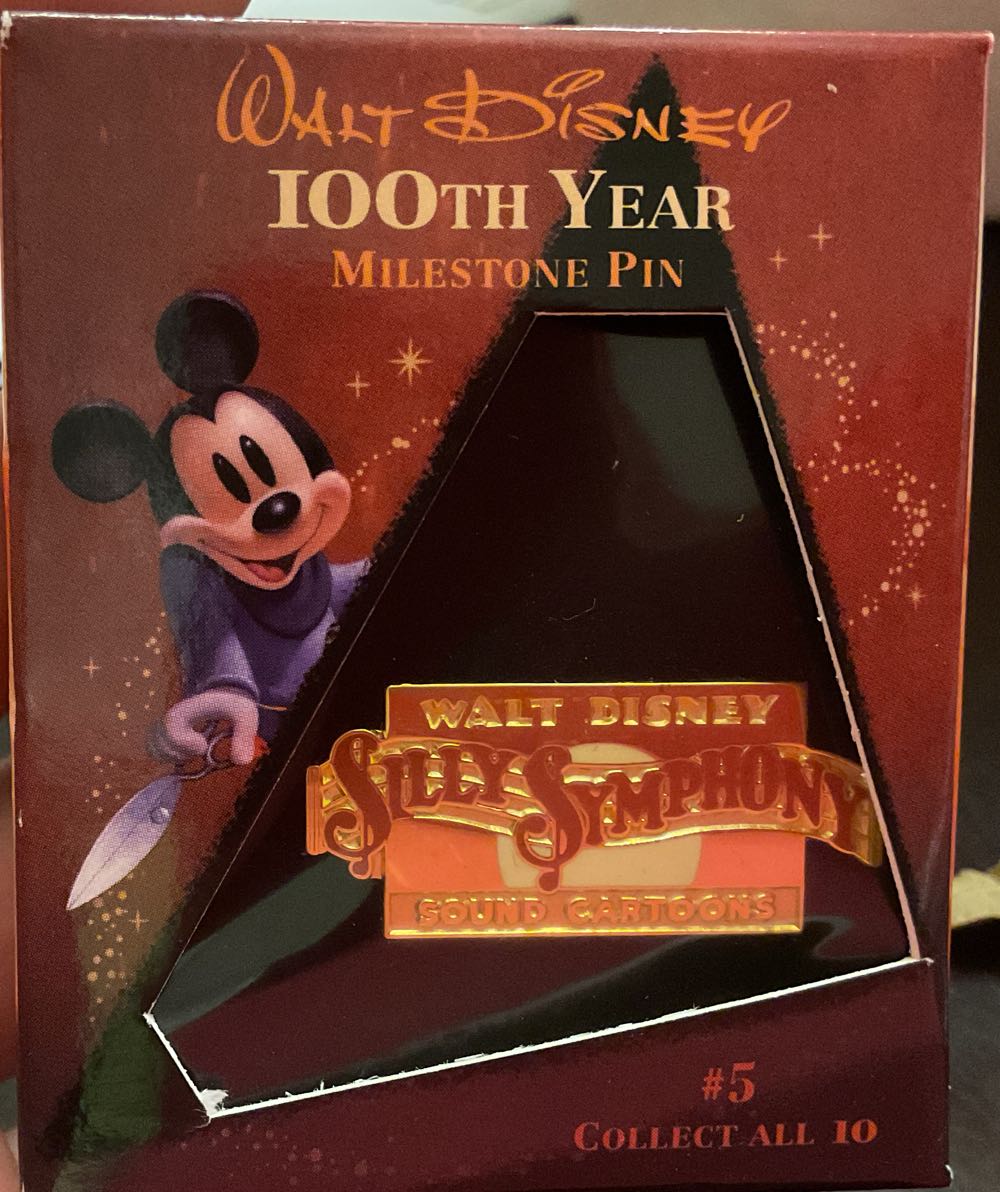 WALT DISNEY
100TH YEAR
MILESTONE PIN
WALT DISNEY
SILLY SYMPHONY
SOUND CARTOONS
#5
COLLECT ALL 10